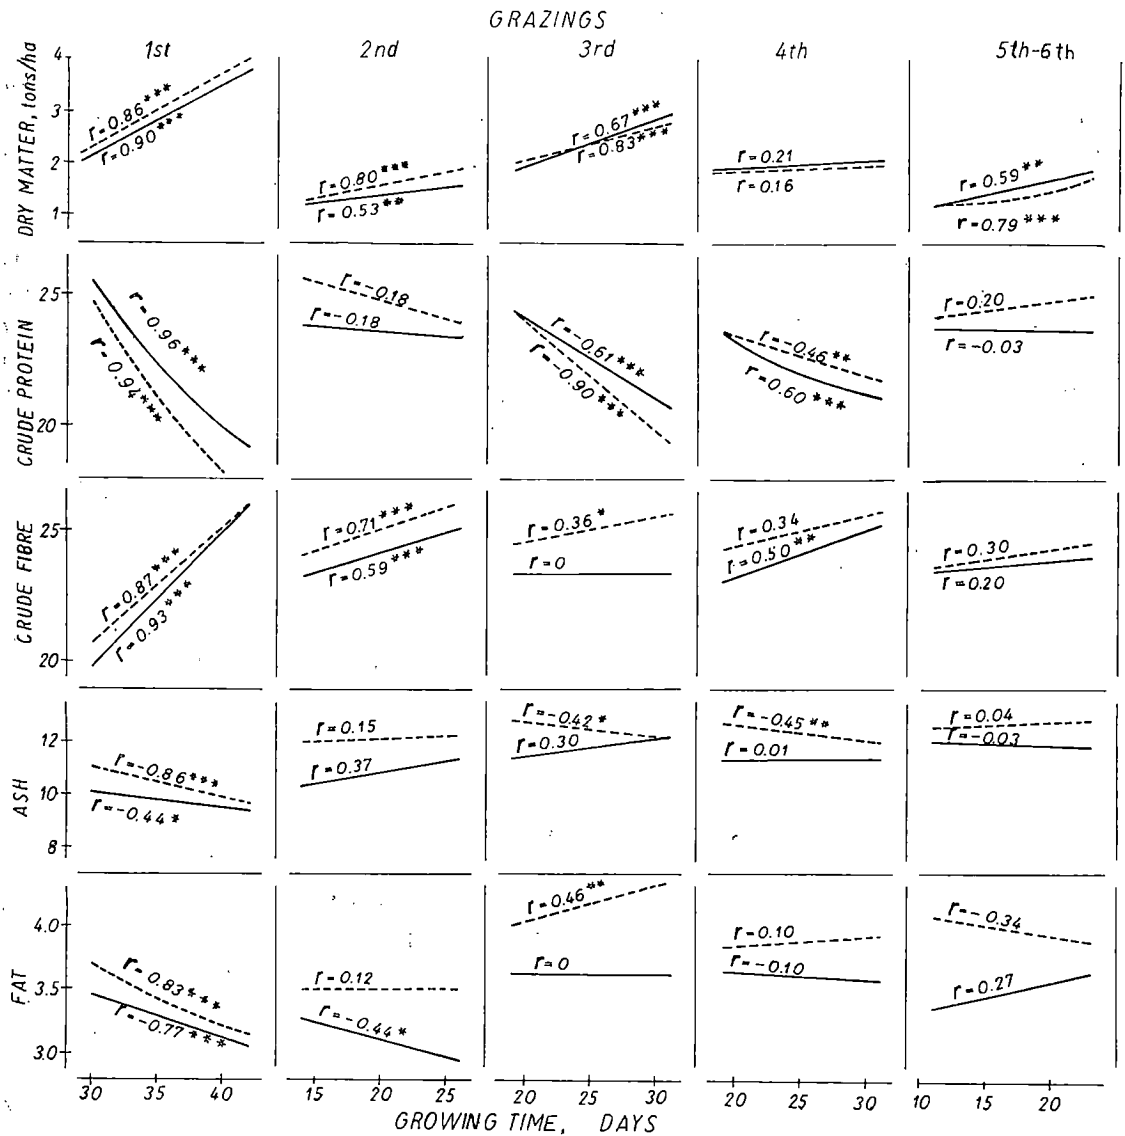 GRAZINGS
1st 2nd 3rd 4th 5th-6th
DRY MATTER, tons/ha
4
3
2
1
r=0.86***
r=0.90***
r=0.80***
r=0.53**
r=0.67***
r=0.83***
r=0.21
r=0.16
r=0.59**
r=0.79***
CRUDE PROTEIN
25
20
r=-0.96***
r=-0.94***
r=-0.18
r=-0.18
r=-0.61***
r=-0.90***
r=-0.46**
r=0.60***
r=0.20
r=-0.03
CRUDE FIBRE
25
20
r=0.87***
r=0.93***
r=0.71***
r=0.59***
r=0.36*
r=0
r=0.34
r=0.50**
r=0.30
r=0.20
ASH
12
10
8
r=-0.86***
r=-0.44*
r=0.15
r=0.37
r=-0.42*
r=0.30
r=-0.45**
r=0.01
r=0.04
r=-0.03
FAT
4.0
3.5
3.0
r=-0.83***
r=-0.77***
r=0.12
r=-0.44*
r=0.46**
r=0
r=0.10
r=-0.10
r=-0.34
r=0.27
30 35 40 15 20 25 20 25 30 20 25 30 10 15 20
GROWING TIME, DAYS